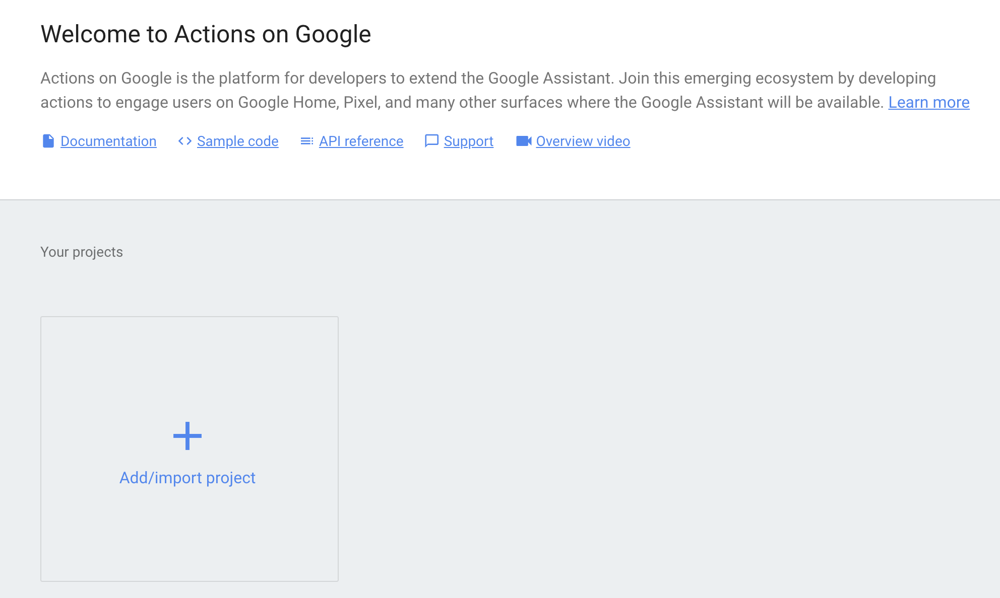 Welcome to Actions on Google
Actions on Google is the platform for developers to extend the Google Assistant. Join this emerging ecosystem by developing
actions to engage users on Google Home, Pixel, and many other surfaces where the Google Assistant will be available. Learn more
Documentation Sample code API reference Support Overview video
Your projects
Add/import project